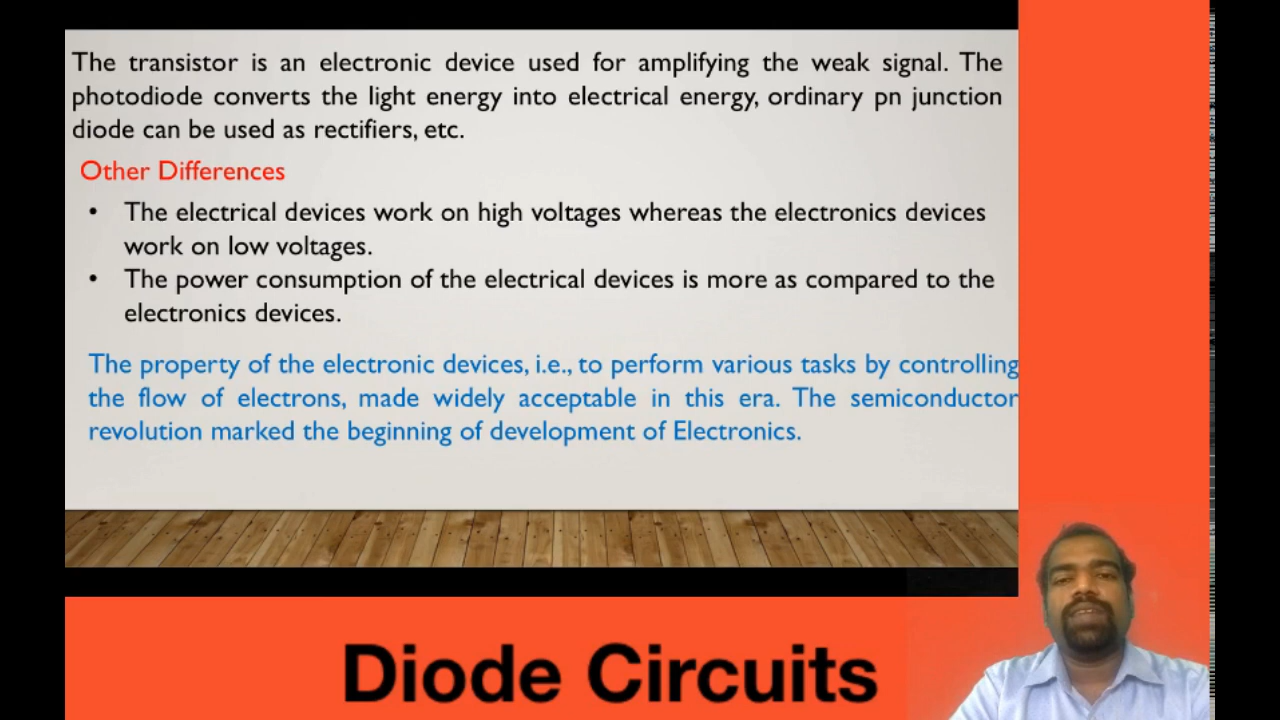 The transistor is an electronic device used for amplifying the weak signal. The
photodiode converts the light energy into electrical energy, ordinary pn junction
diode can be used as rectifiers, etc.
Other Differences
• The electrical devices work on high voltages whereas the electronics devices
work on low voltages.
• The power consumption of the electrical devices is more as compared to the
electronics devices.
The property of the electronic devices, i.e., to perform various tasks by controlling
the flow of electrons, made widely acceptable in this era. The semiconductor
revolution marked the beginning of development of Electronics.
Diode Circuits